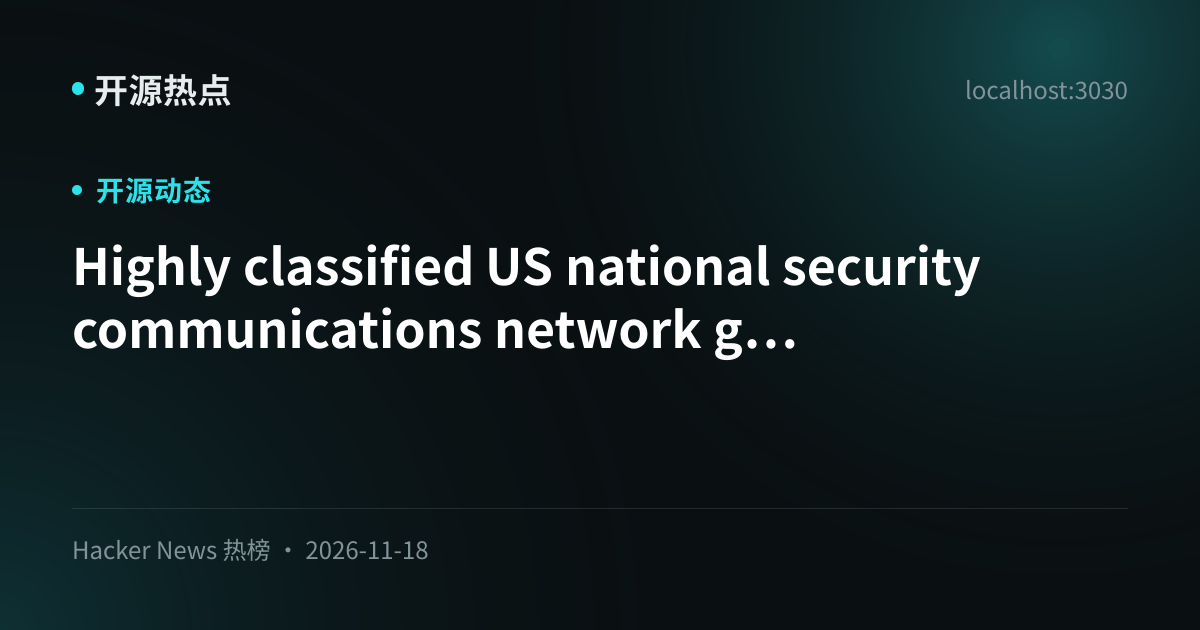 开源热点
localhost:3030
开源动态
Highly classified US national security
communications network g…
Hacker News 热榜 · 2026-11-18